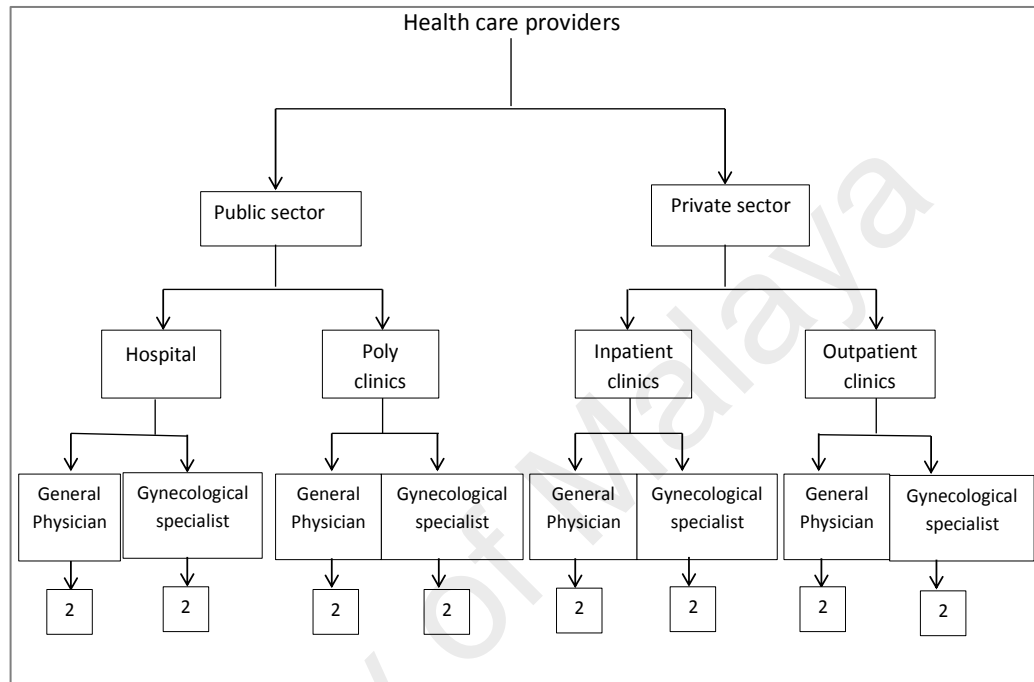 Health care providers
Public sector
Private sector
Hospital
Poly
clinics
Inpatient
clinics
Outpatient
clinics
General
Physician
Gynecological
specialist
General
Physician
Gynecological
specialist
General
Physician
Gynecological
specialist
General
Physician
Gynecological
specialist
2
2
2
2
2
2
2
2
y of Malaya